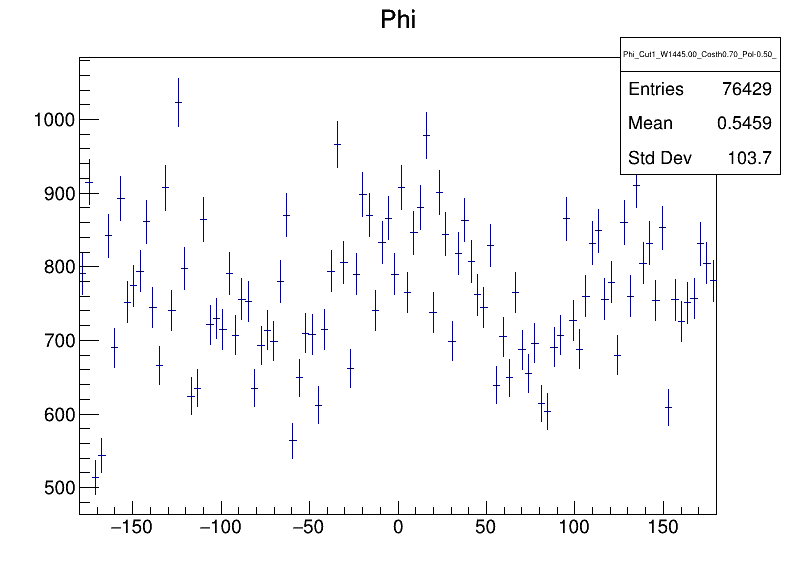 Phi
Phi_Cut1_W1445.00_Costh0.70_Pol-0.50_
Entries 76429
Mean 0.5459
Std Dev 103.7
1000
900
800
700
600
500
−150 −100 −50 0 50 100 150